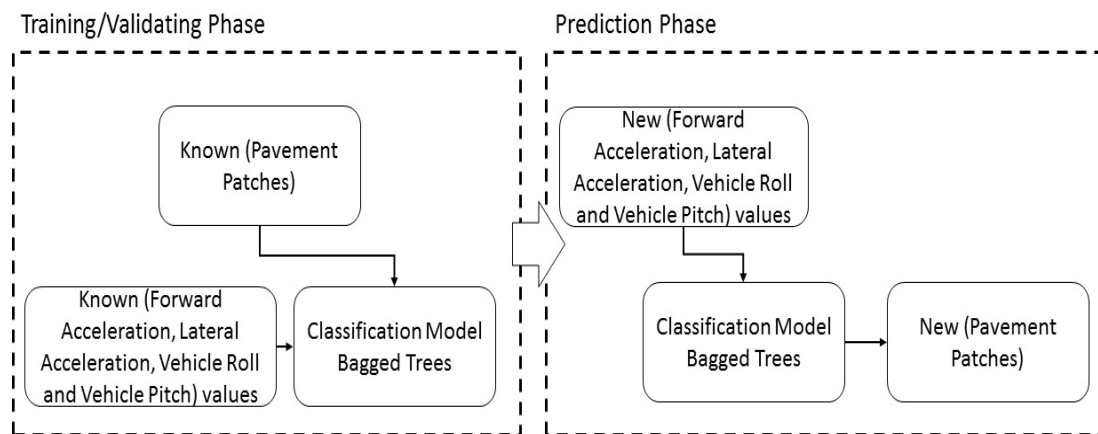 Training/Validating Phase
Known (Pavement
Patches)
Known (Forward
Acceleration, Lateral
Acceleration, Vehicle Roll
and Vehicle Pitch) values
Classification Model
Bagged Trees
Prediction Phase
New (Forward
Acceleration, Lateral
Acceleration, Vehicle Roll
and Vehicle Pitch) values
Classification Model
Bagged Trees
New (Pavement
Patches)